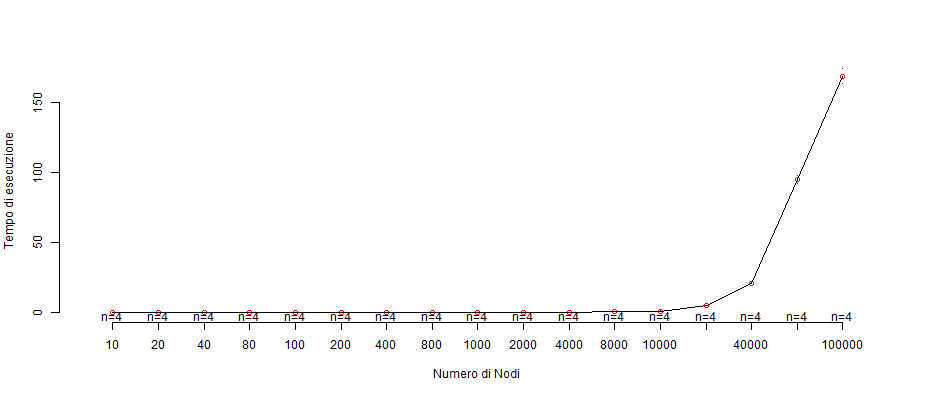 150
100
50
0
Tempo di esecuzione
n=4 n=4 n=4 n=4 n=4 n=4 n=4 n=4 n=4 n=4 n=4 n=4 n=4 n=4 n=4 n=4 n=4
10 20 40 80 100 200 400 800 1000 2000 4000 8000 10000 40000 100000
Numero di Nodi